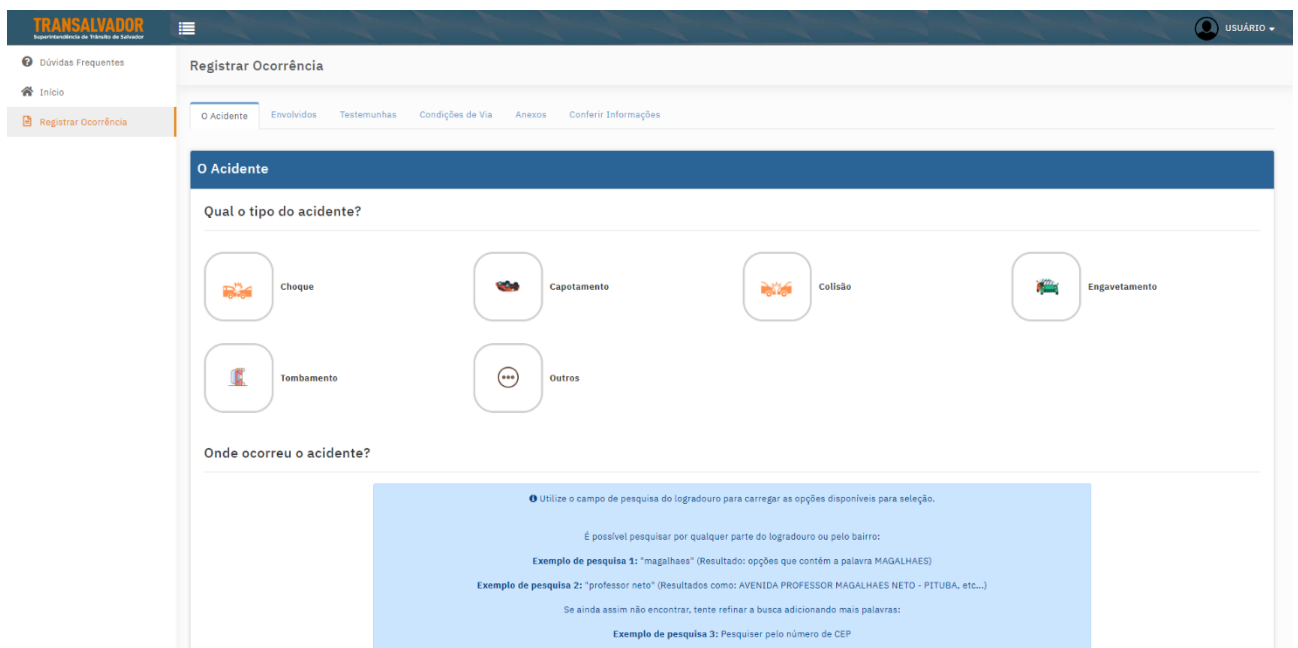 TRANSALVADOR
Superintendência de Trânsito de Salvador
USUÁRIO
Dúvidas Frequentes
Início
Registrar Ocorrência
Registrar Ocorrência
O Acidente Envolvidos Testemunhas Condições de Via Anexos Conferir Informações
O Acidente
Qual o tipo do acidente?
Choque Capotamento Colisão Engavetamento
Tombamento Outros
Onde ocorreu o acidente?
Utilize o campo de pesquisa do logradouro para carregar as opções disponíveis para seleção.
É possível pesquisar por qualquer parte do logradouro ou pelo bairro:
Exemplo de pesquisa 1: "magalhaes" (Resultado: opções que contém a palavra MAGALHAES)
Exemplo de pesquisa 2: "professor neto" (Resultados como: AVENIDA PROFESSOR MAGALHAES NETO - PITUBA, etc...)
Se ainda assim não encontrar, tente refinar a busca adicionando mais palavras:
Exemplo de pesquisa 3: Pesquiser pelo número de CEP